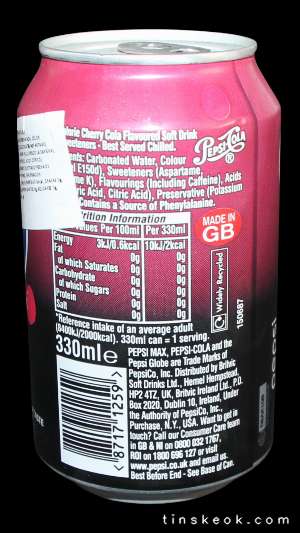 Calorie Cherry Cola Flavoured Soft Drink
Sweeteners - Best Served Chilled.
Pepsi-Cola ®
Carbonated Water, Colour
E150d), Sweeteners (Aspartame,
K), Flavourings (Including Caffeine), Acids
Acid, Citric Acid), Preservative (Potassium
Contains a Source of Phenylalanine.
Nutrition Information
Values Per 100ml Per 330ml
Energy 3kJ/0.6kcal 10kJ/2kcal
Fat 0g 0g
of which Saturates 0g 0g
Carbohydrate 0g 0g
of which Sugars 0g 0g
Protein 0g 0g
Salt 0g 0g
*Reference intake of an average adult
(8400kJ/2000kcal). 330ml can = 1 serving.
MADE IN
GB
Widely Recycled
150687
330ml e
PEPSI MAX, PEPSI-COLA and the
Pepsi Globe are Trade Marks of
PepsiCo, Inc. Distributed by Britvic
Soft Drinks Ltd., Hemel Hempstead,
HP2 4TZ, UK, Britvic Ireland Ltd., P.O.
Box 2020, Dublin 10, Ireland, Under
the Authority of PepsiCo, Inc.,
Purchase, N.Y., USA. Want to get in
touch? Call our Consumer Care team
in GB & NI on 0800 032 1767,
ROI on 1800 696 127 or visit
www.pepsi.co.uk and email us.
Best Before End - See Base of Can.
87171259
tinskeok.com